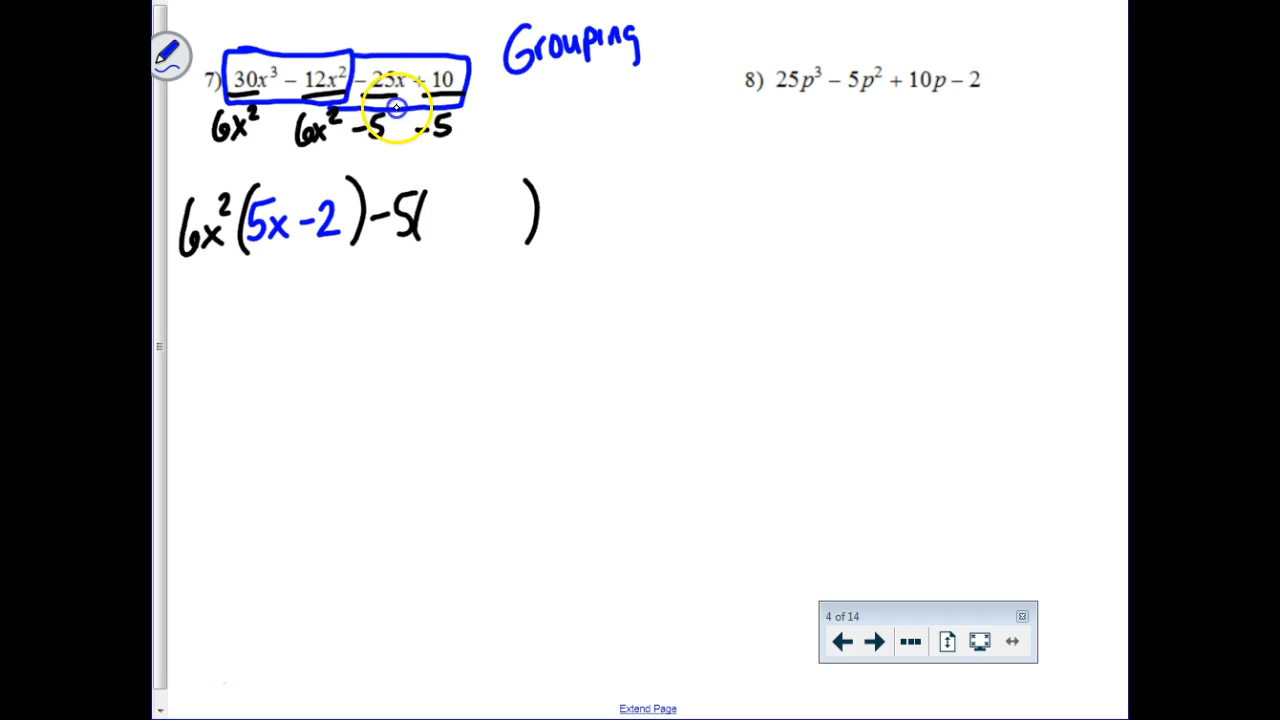 Grouping
7) 30x³ − 12x² − 25x + 10
8) 25p³ − 5p² + 10p − 2
6x² 6x² −5 −5
6x²(5x −2) −5( )
4 of 14
Extend Page